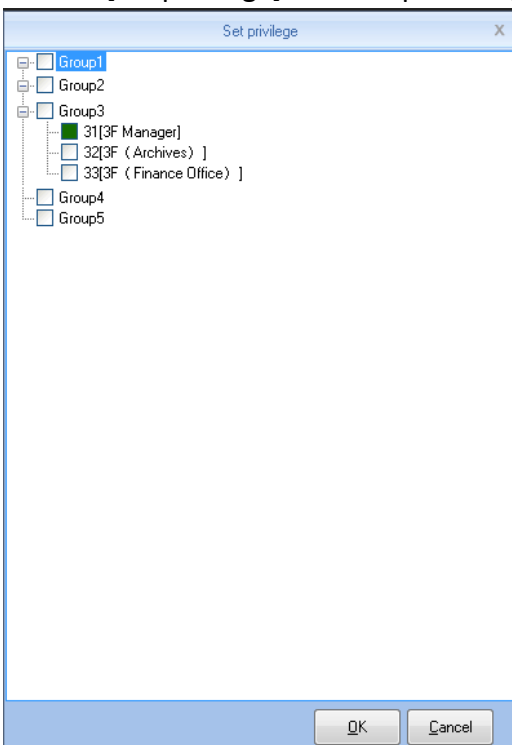 Set privilege X
Group1
Group2
Group3
31[3F Manager]
32[3F（Archives）]
33[3F（Finance Office）]
Group4
Group5
OK Cancel